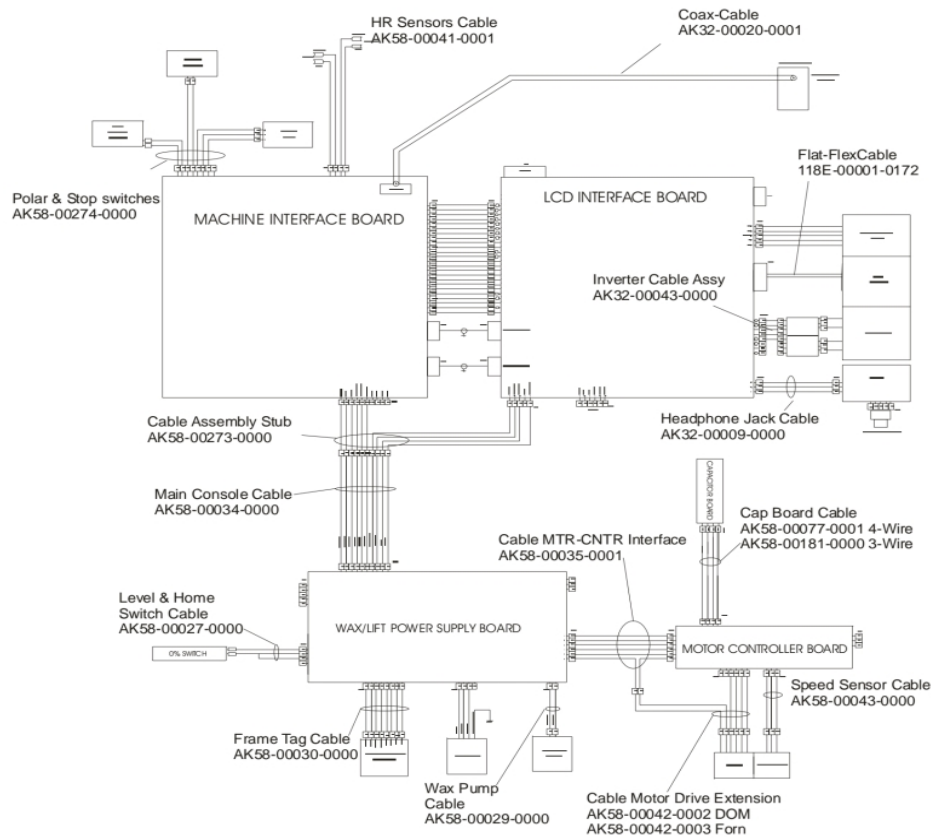 HR Sensors Cable
AK58-00041-0001
Coax-Cable
AK32-00020-0001
Polar & Stop switches
AK58-00274-0000
MACHINE INTERFACE BOARD
LCD INTERFACE BOARD
Flat-FlexCable
118E-00001-0172
Inverter Cable Assy
AK32-00043-0000
Cable Assembly Stub
AK58-00273-0000
Headphone Jack Cable
AK32-00009-0000
Main Console Cable
AK58-00034-0000
CAPACITOR BOARD
Cap Board Cable
AK58-00077-0001 4-Wire
AK58-00181-0000 3-Wire
Cable MTR-CNTR Interface
AK58-00035-0001
Level & Home
Switch Cable
AK58-00027-0000
0% SWITCH
WAX/LIFT POWER SUPPLY BOARD
MOTOR CONTROLLER BOARD
Speed Sensor Cable
AK58-00043-0000
Frame Tag Cable
AK58-00030-0000
Wax Pump
Cable
AK58-00029-0000
Cable Motor Drive Extension
AK58-00042-0002 DOM
AK58-00042-0003 Forn